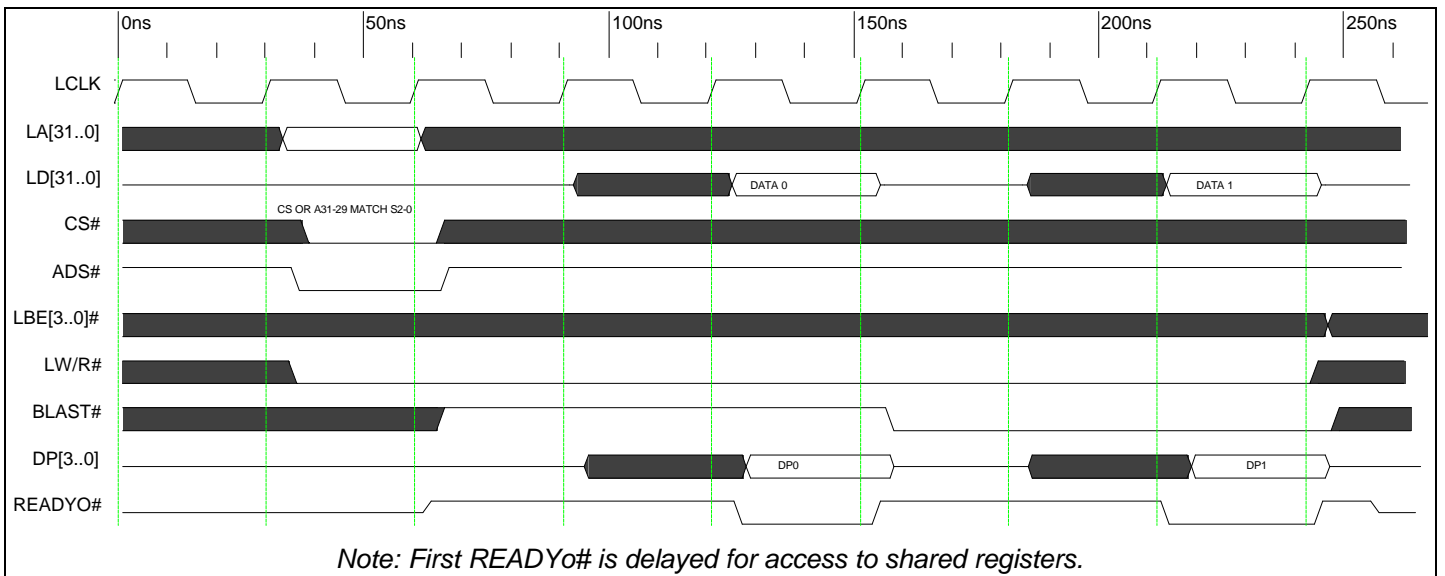 0ns 50ns 100ns 150ns 200ns 250ns
LCLK
LA[31..0]
LD[31..0] DATA 0 DATA 1
CS OR A31-29 MATCH S2-0
CS#
ADS#
LBE[3..0]#
LW/R#
BLAST#
DP[3..0] DP0 DP1
READYO#
Note: First READYo# is delayed for access to shared registers.